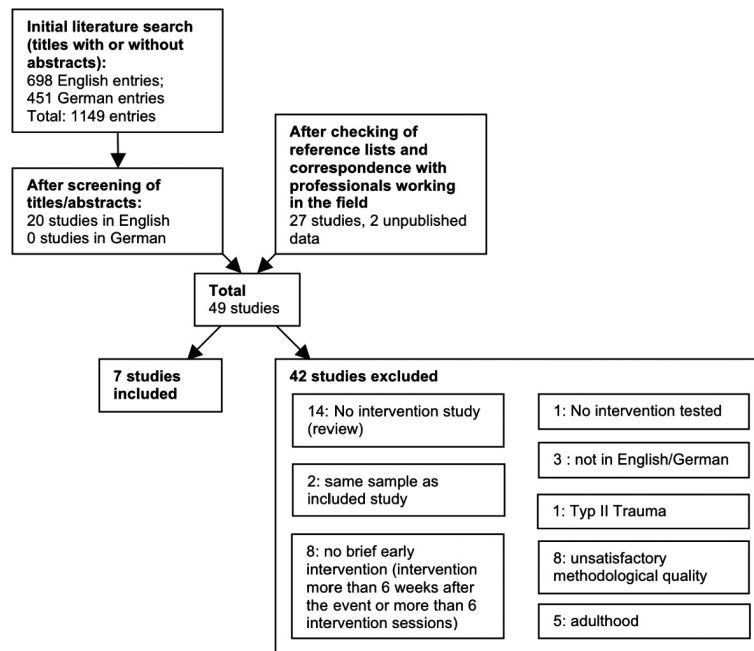 Initial literature search
(titles with or without
abstracts):
698 English entries;
451 German entries
Total: 1149 entries
After checking of
reference lists and
correspondence with
professionals working
in the field
27 studies, 2 unpublished
data
After screening of
titles/abstracts:
20 studies in English
0 studies in German
Total
49 studies
7 studies
included
42 studies excluded
14: No intervention study
(review)
2: same sample as
included study
8: no brief early
intervention (intervention
more than 6 weeks after
the event or more than 6
intervention sessions)
1: No intervention tested
3 : not in English/German
1: Typ II Trauma
8: unsatisfactory
methodological quality
5: adulthood